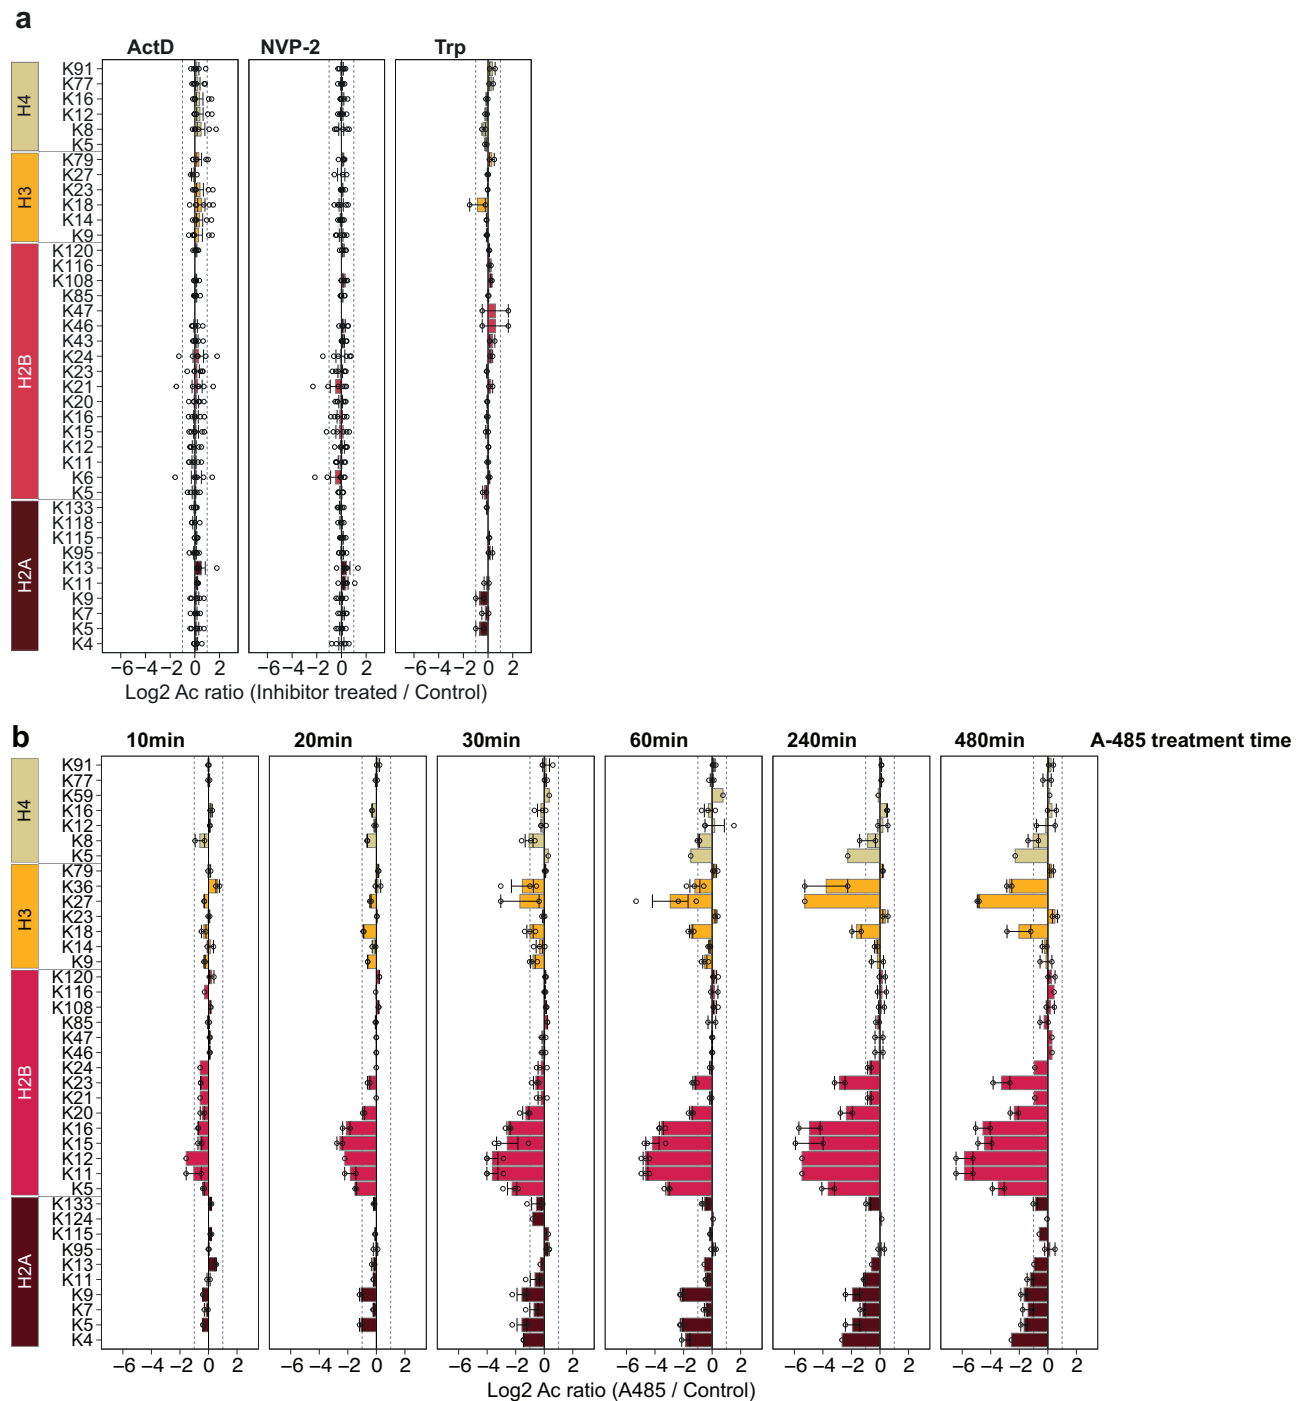 a
ActD NVP-2 Trp
H4
K91
K77
K16
K12
K8
K5
H3
K79
K27
K23
K18
K14
K9
H2B
K120
K116
K108
K85
K47
K46
K43
K24
K23
K21
K20
K16
K15
K12
K11
K6
K5
H2A
K133
K118
K115
K95
K13
K11
K9
K7
K5
K4
−6 −4 −2 0 2 −6 −4 −2 0 2 −6 −4 −2 0 2
Log2 Ac ratio (Inhibitor treated / Control)
b
10min 20min 30min 60min 240min 480min A-485 treatment time
H4
K91
K77
K59
K16
K12
K8
K5
H3
K79
K36
K27
K23
K18
K14
K9
H2B
K120
K116
K108
K85
K47
K46
K24
K23
K21
K20
K16
K15
K12
K11
K5
H2A
K133
K124
K115
K95
K13
K11
K9
K7
K5
K4
−6 −4 −2 0 2 −6 −4 −2 0 2 −6 −4 −2 0 2 −6 −4 −2 0 2 −6 −4 −2 0 2 −6 −4 −2 0 2
Log2 Ac ratio (A485 / Control)